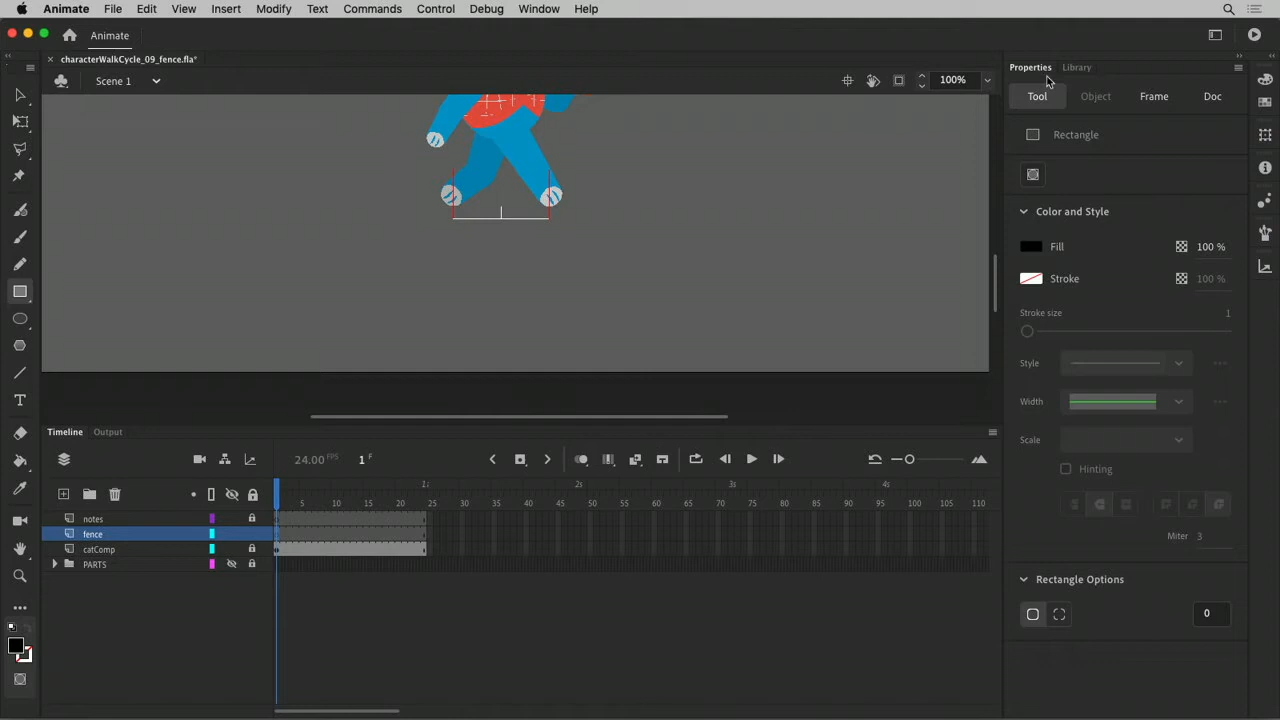 Animate File Edit View Insert Modify Text Commands Control Debug Window Help
Animate
characterWalkCycle_09_fence.fla*
Scene 1
100%
Properties Library
Tool Object Frame Doc
Rectangle
Color and Style
Fill 100 %
Stroke 100 %
Stroke size 1
Style
Width
Scale
Hinting
Miter 3
Rectangle Options
0
Timeline Output
24.00 FPS 1 F
1s 2s 3s 4s
5 10 15 20 25 30 35 40 45 50 55 60 65 70 75 80 85 90 95 100 105 110
notes
fence
catComp
PARTS